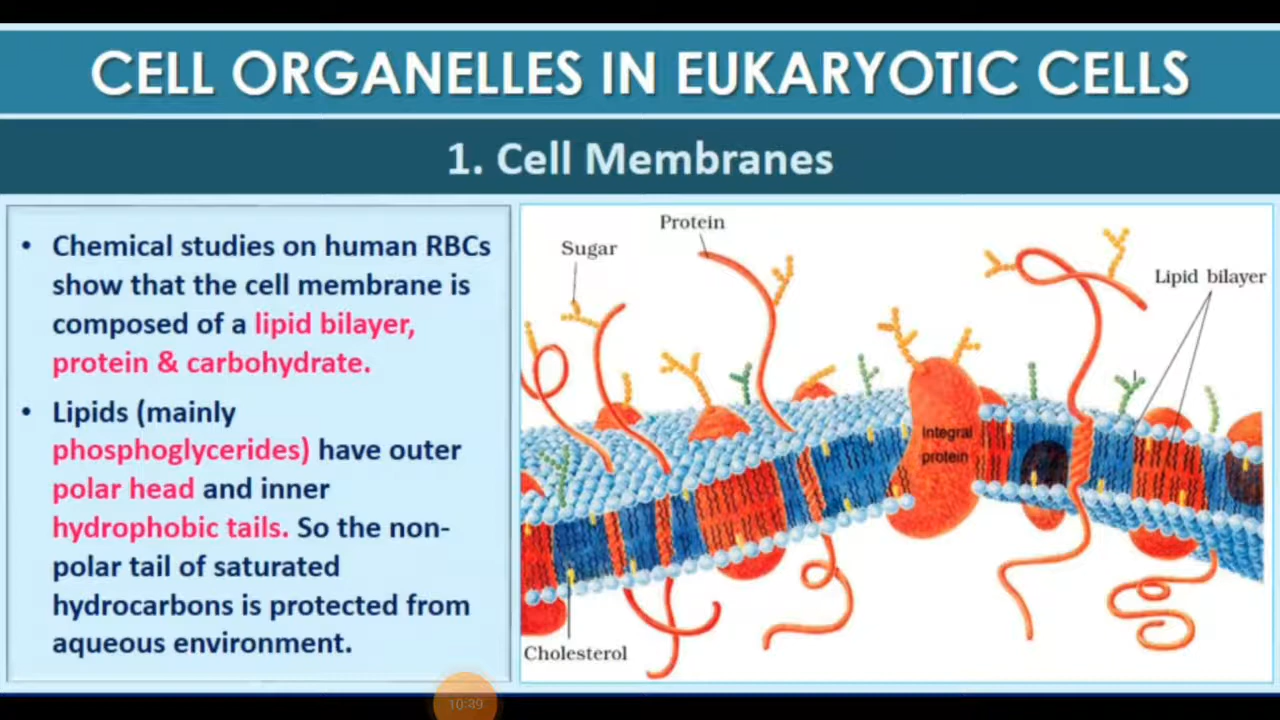 CELL ORGANELLES IN EUKARYOTIC CELLS
1. Cell Membranes
• Chemical studies on human RBCs
show that the cell membrane is
composed of a lipid bilayer,
protein & carbohydrate.
• Lipids (mainly
phosphoglycerides) have outer
polar head and inner
hydrophobic tails. So the non-
polar tail of saturated
hydrocarbons is protected from
aqueous environment.
Protein
Sugar
Lipid bilayer
Integral
protein
Cholesterol
10:49